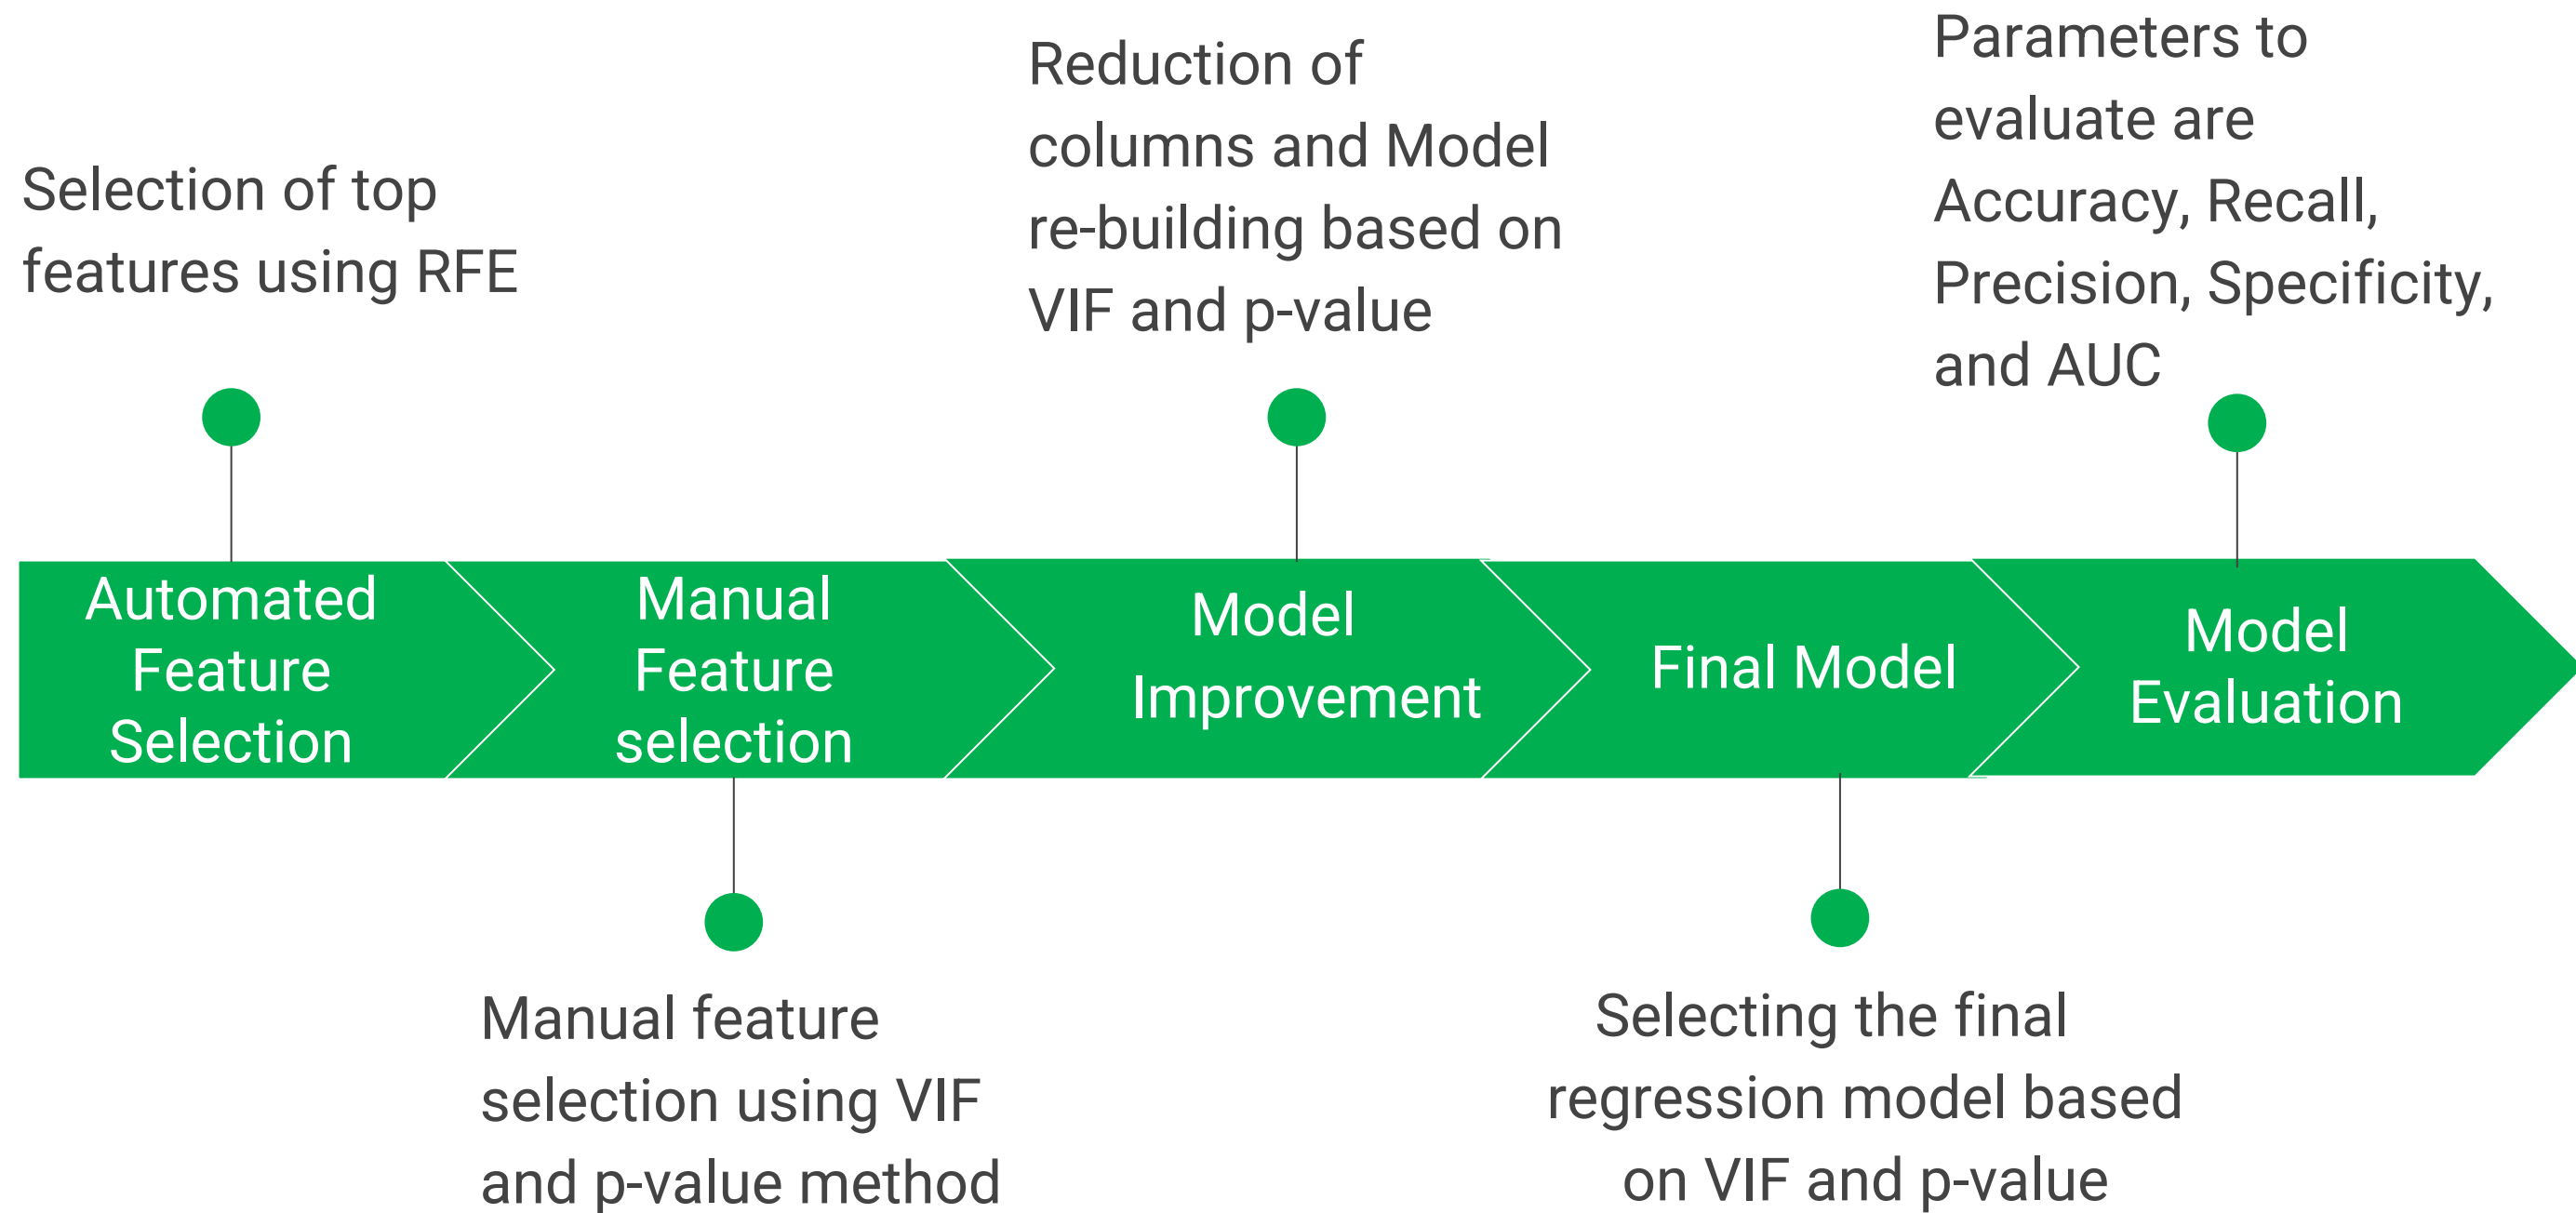 Selection of top
features using RFE
Reduction of
columns and Model
re-building based on
VIF and p-value
Parameters to
evaluate are
Accuracy, Recall,
Precision, Specificity,
and AUC
Automated
Feature
Selection
Manual
Feature
selection
Model
Improvement
Final Model
Model
Evaluation
Manual feature
selection using VIF
and p-value method
Selecting the final
regression model based
on VIF and p-value